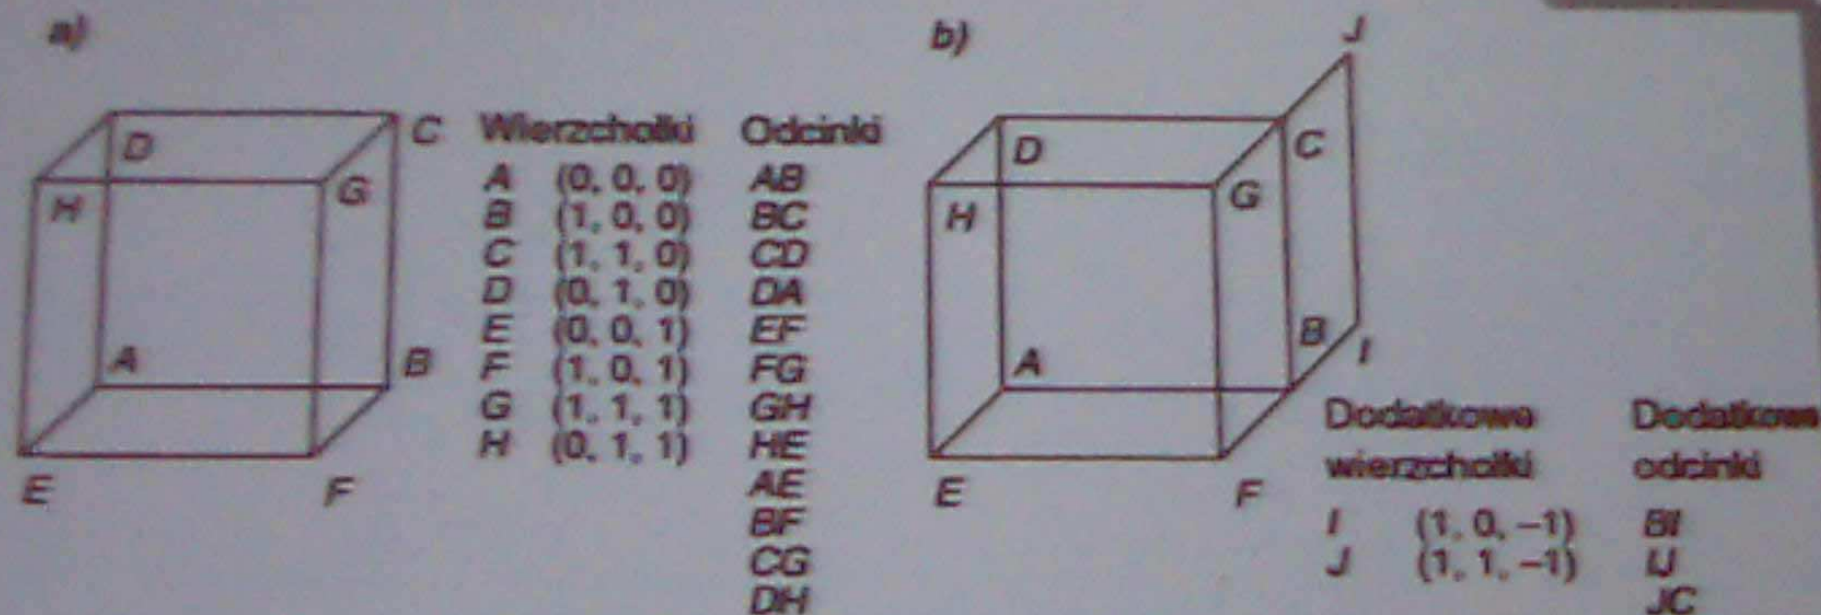 a)
D
C
H
G
A
B
E
F
Wierzchołki Odcinki
A (0, 0, 0) AB
B (1, 0, 0) BC
C (1, 1, 0) CD
D (0, 1, 0) DA
E (0, 0, 1) EF
F (1, 0, 1) FG
G (1, 1, 1) GH
H (0, 1, 1) HE
AE
BF
CG
DH
b)
J
D
C
H
G
A
B
I
E
F
Dodatkowe Dodatkowe
wierzchołki odcinki
I (1, 0, –1) BI
J (1, 1, –1) IJ
JC